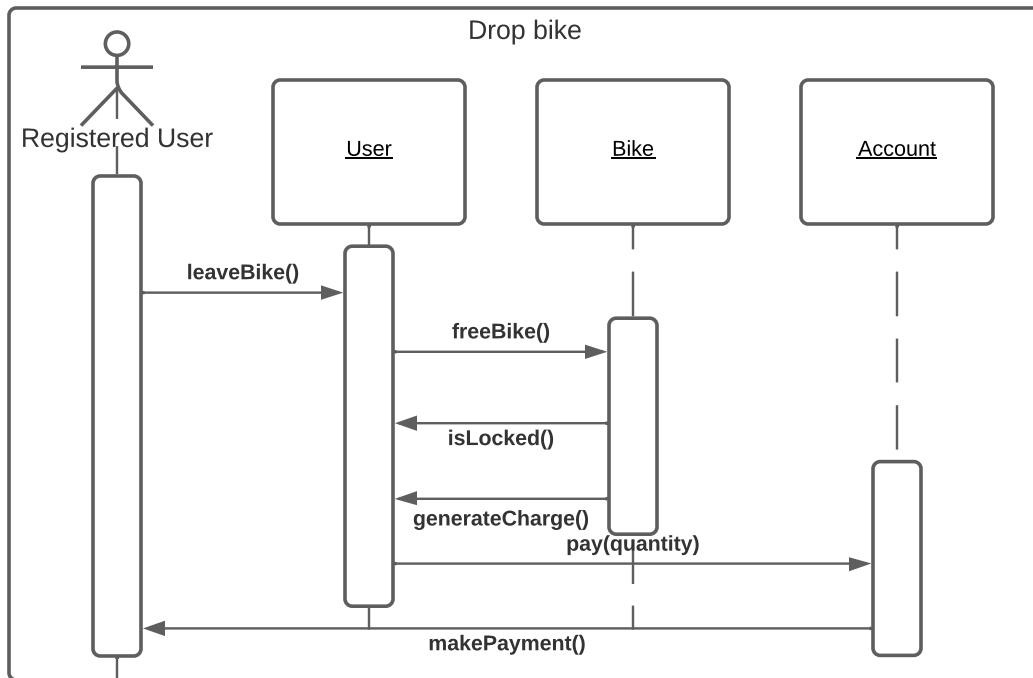 Drop bike
Registered User
User
Bike
Account
leaveBike()
freeBike()
isLocked()
generateCharge()
pay(quantity)
makePayment()